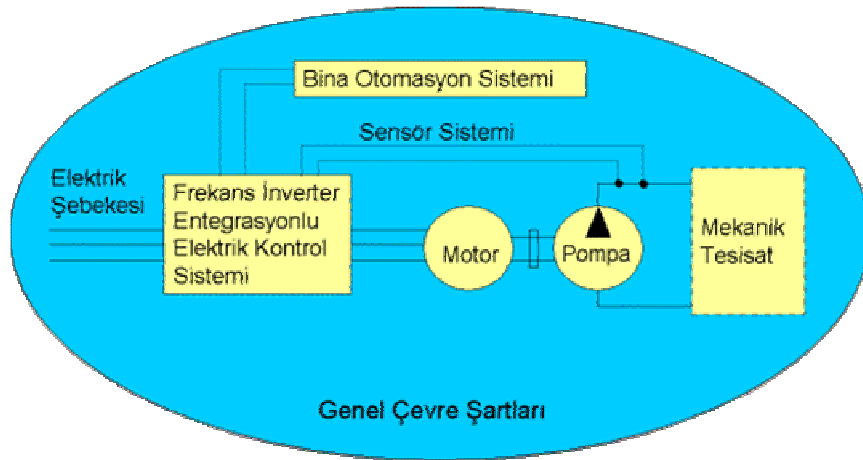 Bina Otomasyon Sistemi
Sensör Sistemi
Elektrik
Şebekesi
Frekans İnverter
Entegrasyonlu
Elektrik Kontrol
Sistemi
Motor
Pompa
Mekanik
Tesisat
Genel Çevre Şartları